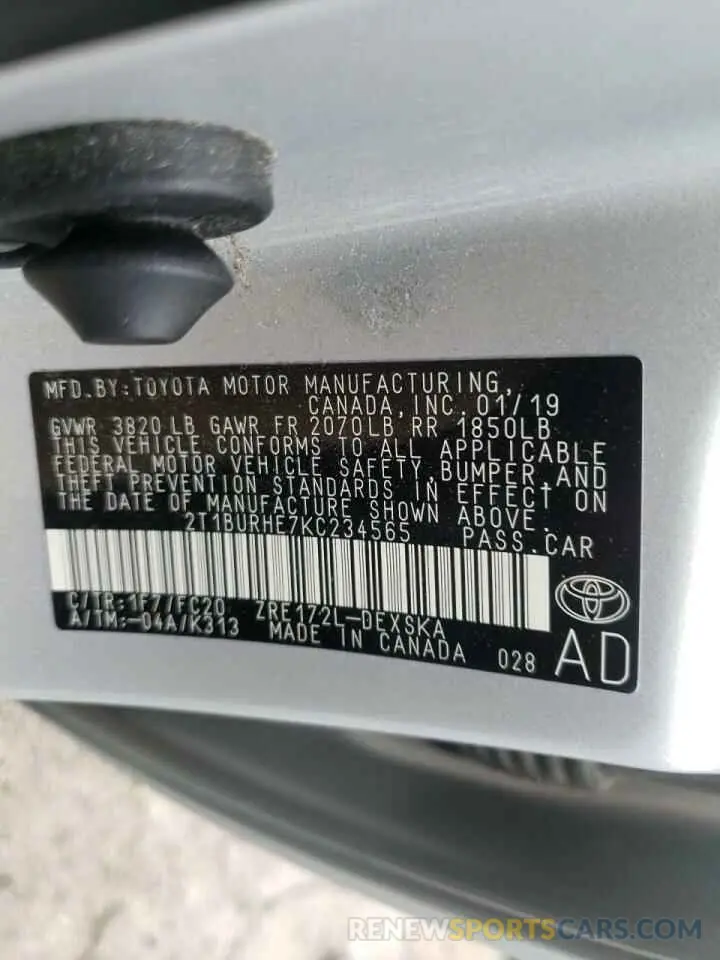 MFD.BY:TOYOTA MOTOR MANUFACTURING,
CANADA,INC.01/19
GVWR 3820 LB GAWR FR 2070LB RR 1850LB
THIS VEHICLE CONFORMS TO ALL APPLICABLE
FEDERAL MOTOR VEHICLE SAFETY,BUMPER,AND
THEFT PREVENTION STANDARDS IN EFFECT ON
THE DATE OF MANUFACTURE SHOWN ABOVE.
2T1BURHE7KC234565 PASS.CAR
C/TR:1F7/FC20 ZRE172L-DEXSKA
A/TM:-04A/K313 MADE IN CANADA 028 AD
RENEWSPORTSCARS.COM